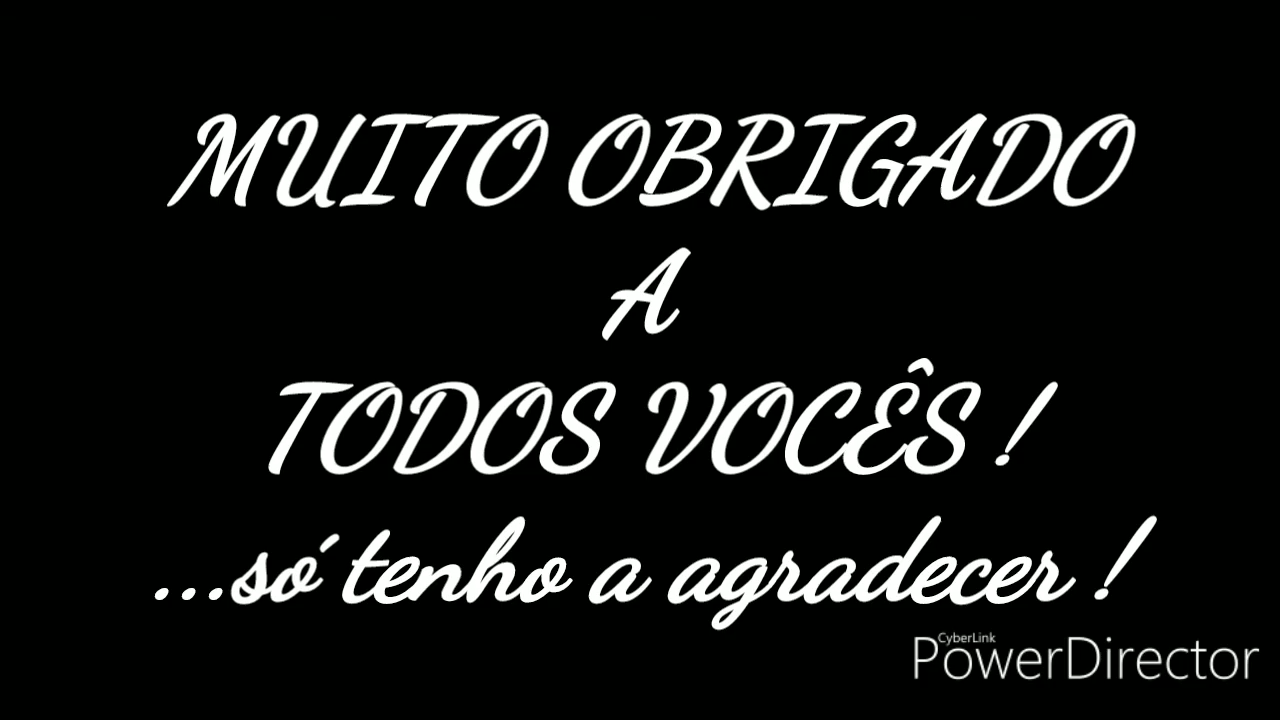 MUITO OBRIGADO
A
TODOS VOCÊS !
...só tenho a agradecer !
CyberLink
PowerDirector